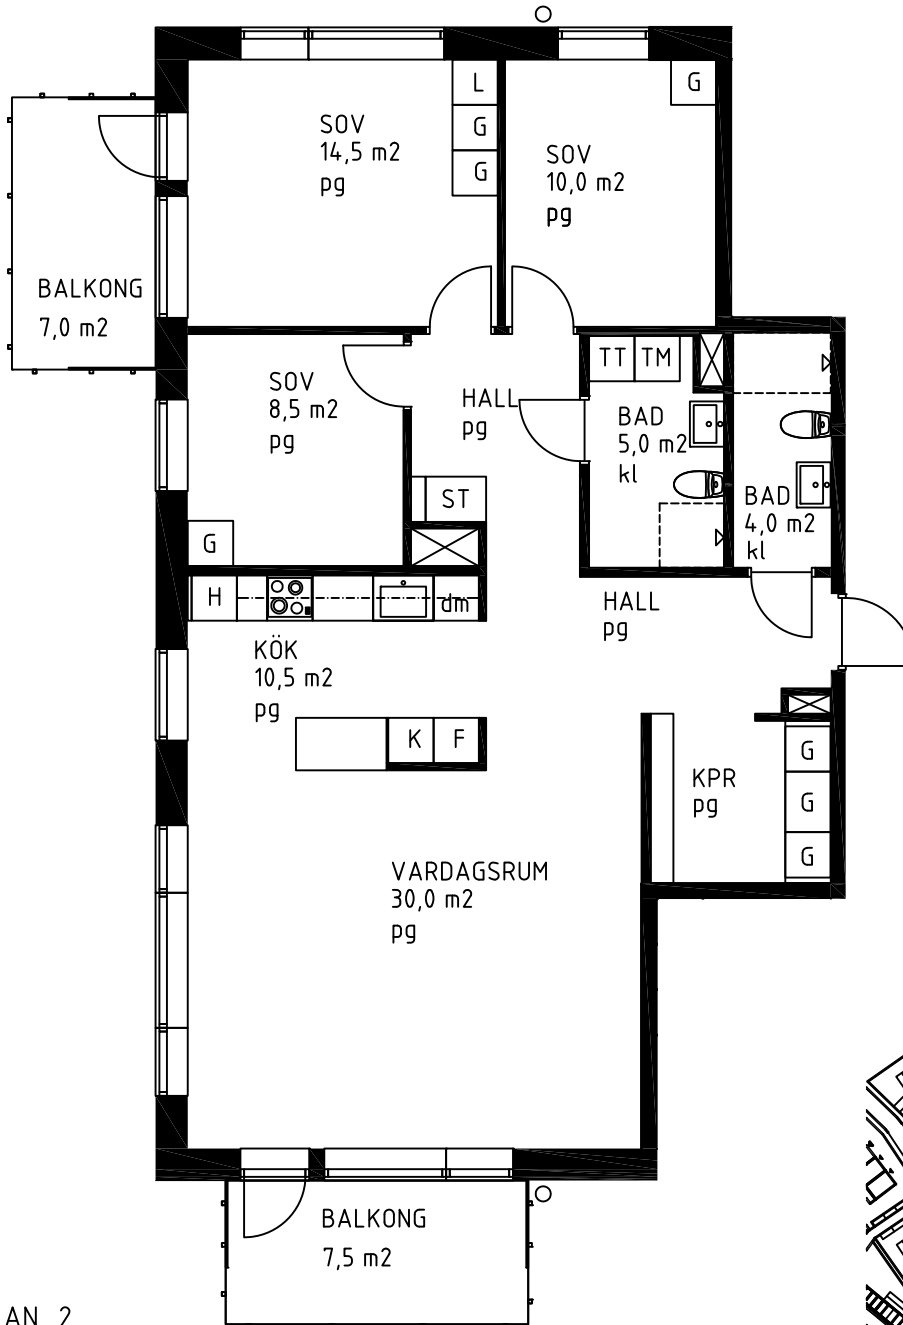 L
G
G
G
SOV
14,5 m2
pg
SOV
10,0 m2
pg
BALKONG
7,0 m2
SOV
8,5 m2
pg
G
HALL
pg
ST
TT
TM
BAD
5,0 m2
kl
BAD
4,0 m2
kl
H
dm
KÖK
10,5 m2
pg
K
F
HALL
pg
KPR
pg
G
G
G
VARDAGSRUM
30,0 m2
pg
BALKONG
7,5 m2
AN 2